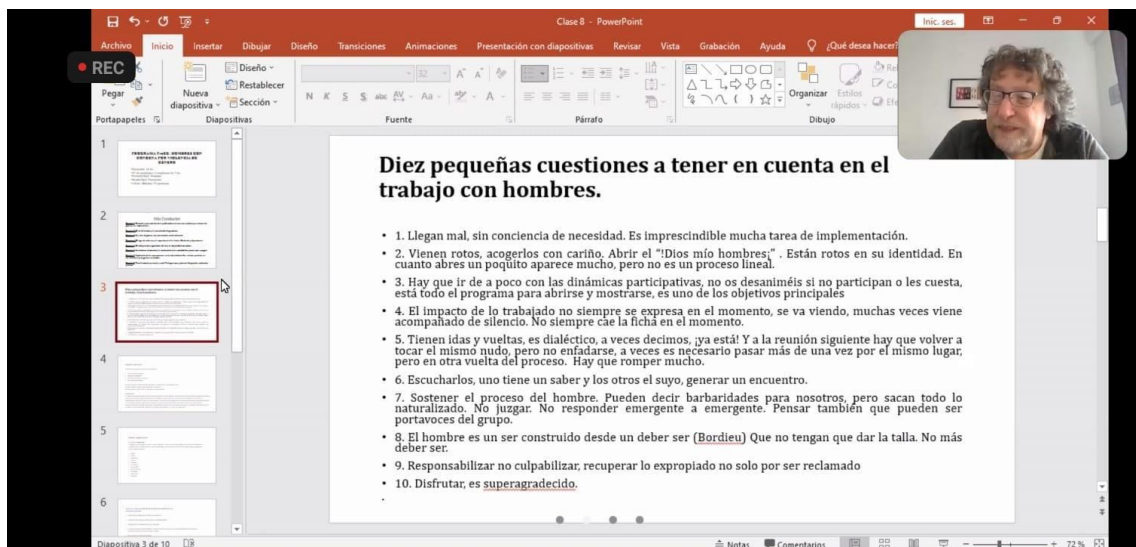 Clase 8 - PowerPoint
Inic. ses.
Archivo Inicio Insertar Dibujar Diseño Transiciones Animaciones Presentación con diapositivas Revisar Vista Grabación Ayuda ¿Qué desea hacer?
REC
Pegar
Nueva
diapositiva
Diseño
Restablecer
Sección
N K S S abc AV Aa A
32
Organizar
Estilos
rápidos
Portapapeles Diapositivas Fuente Párrafo Dibujo
1
2
3
4
5
6
Diez pequeñas cuestiones a tener en cuenta en el
trabajo con hombres.
• 1. Llegan mal, sin conciencia de necesidad. Es imprescindible mucha tarea de implementación.
• 2. Vienen rotos, acogerlos con cariño. Abrir el “!Dios mío hombres¡” . Están rotos en su identidad. En
cuanto abres un poquito aparece mucho, pero no es un proceso lineal.
• 3. Hay que ir de a poco con las dinámicas participativas, no os desaniméis si no participan o les cuesta,
está todo el programa para abrirse y mostrarse, es uno de los objetivos principales
• 4. El impacto de lo trabajado no siempre se expresa en el momento, se va viendo, muchas veces viene
acompañado de silencio. No siempre cae la ficha en el momento.
• 5. Tienen idas y vueltas, es dialéctico, a veces decimos, ¡ya está! Y a la reunión siguiente hay que volver a
tocar el mismo nudo, pero no enfadarse, a veces es necesario pasar más de una vez por el mismo lugar,
pero en otra vuelta del proceso. Hay que romper mucho.
• 6. Escucharlos, uno tiene un saber y los otros el suyo, generar un encuentro.
• 7. Sostener el proceso del hombre. Pueden decir barbaridades para nosotros, pero sacan todo lo
naturalizado. No juzgar. No responder emergente a emergente. Pensar también que pueden ser
portavoces del grupo.
• 8. El hombre es un ser construido desde un deber ser (Bordieu) Que no tengan que dar la talla. No más
deber ser.
• 9. Responsabilizar no culpabilizar, recuperar lo expropiado no solo por ser reclamado
• 10. Disfrutar, es superagradecido.
Diapositiva 3 de 10
Notas Comentarios 72 %